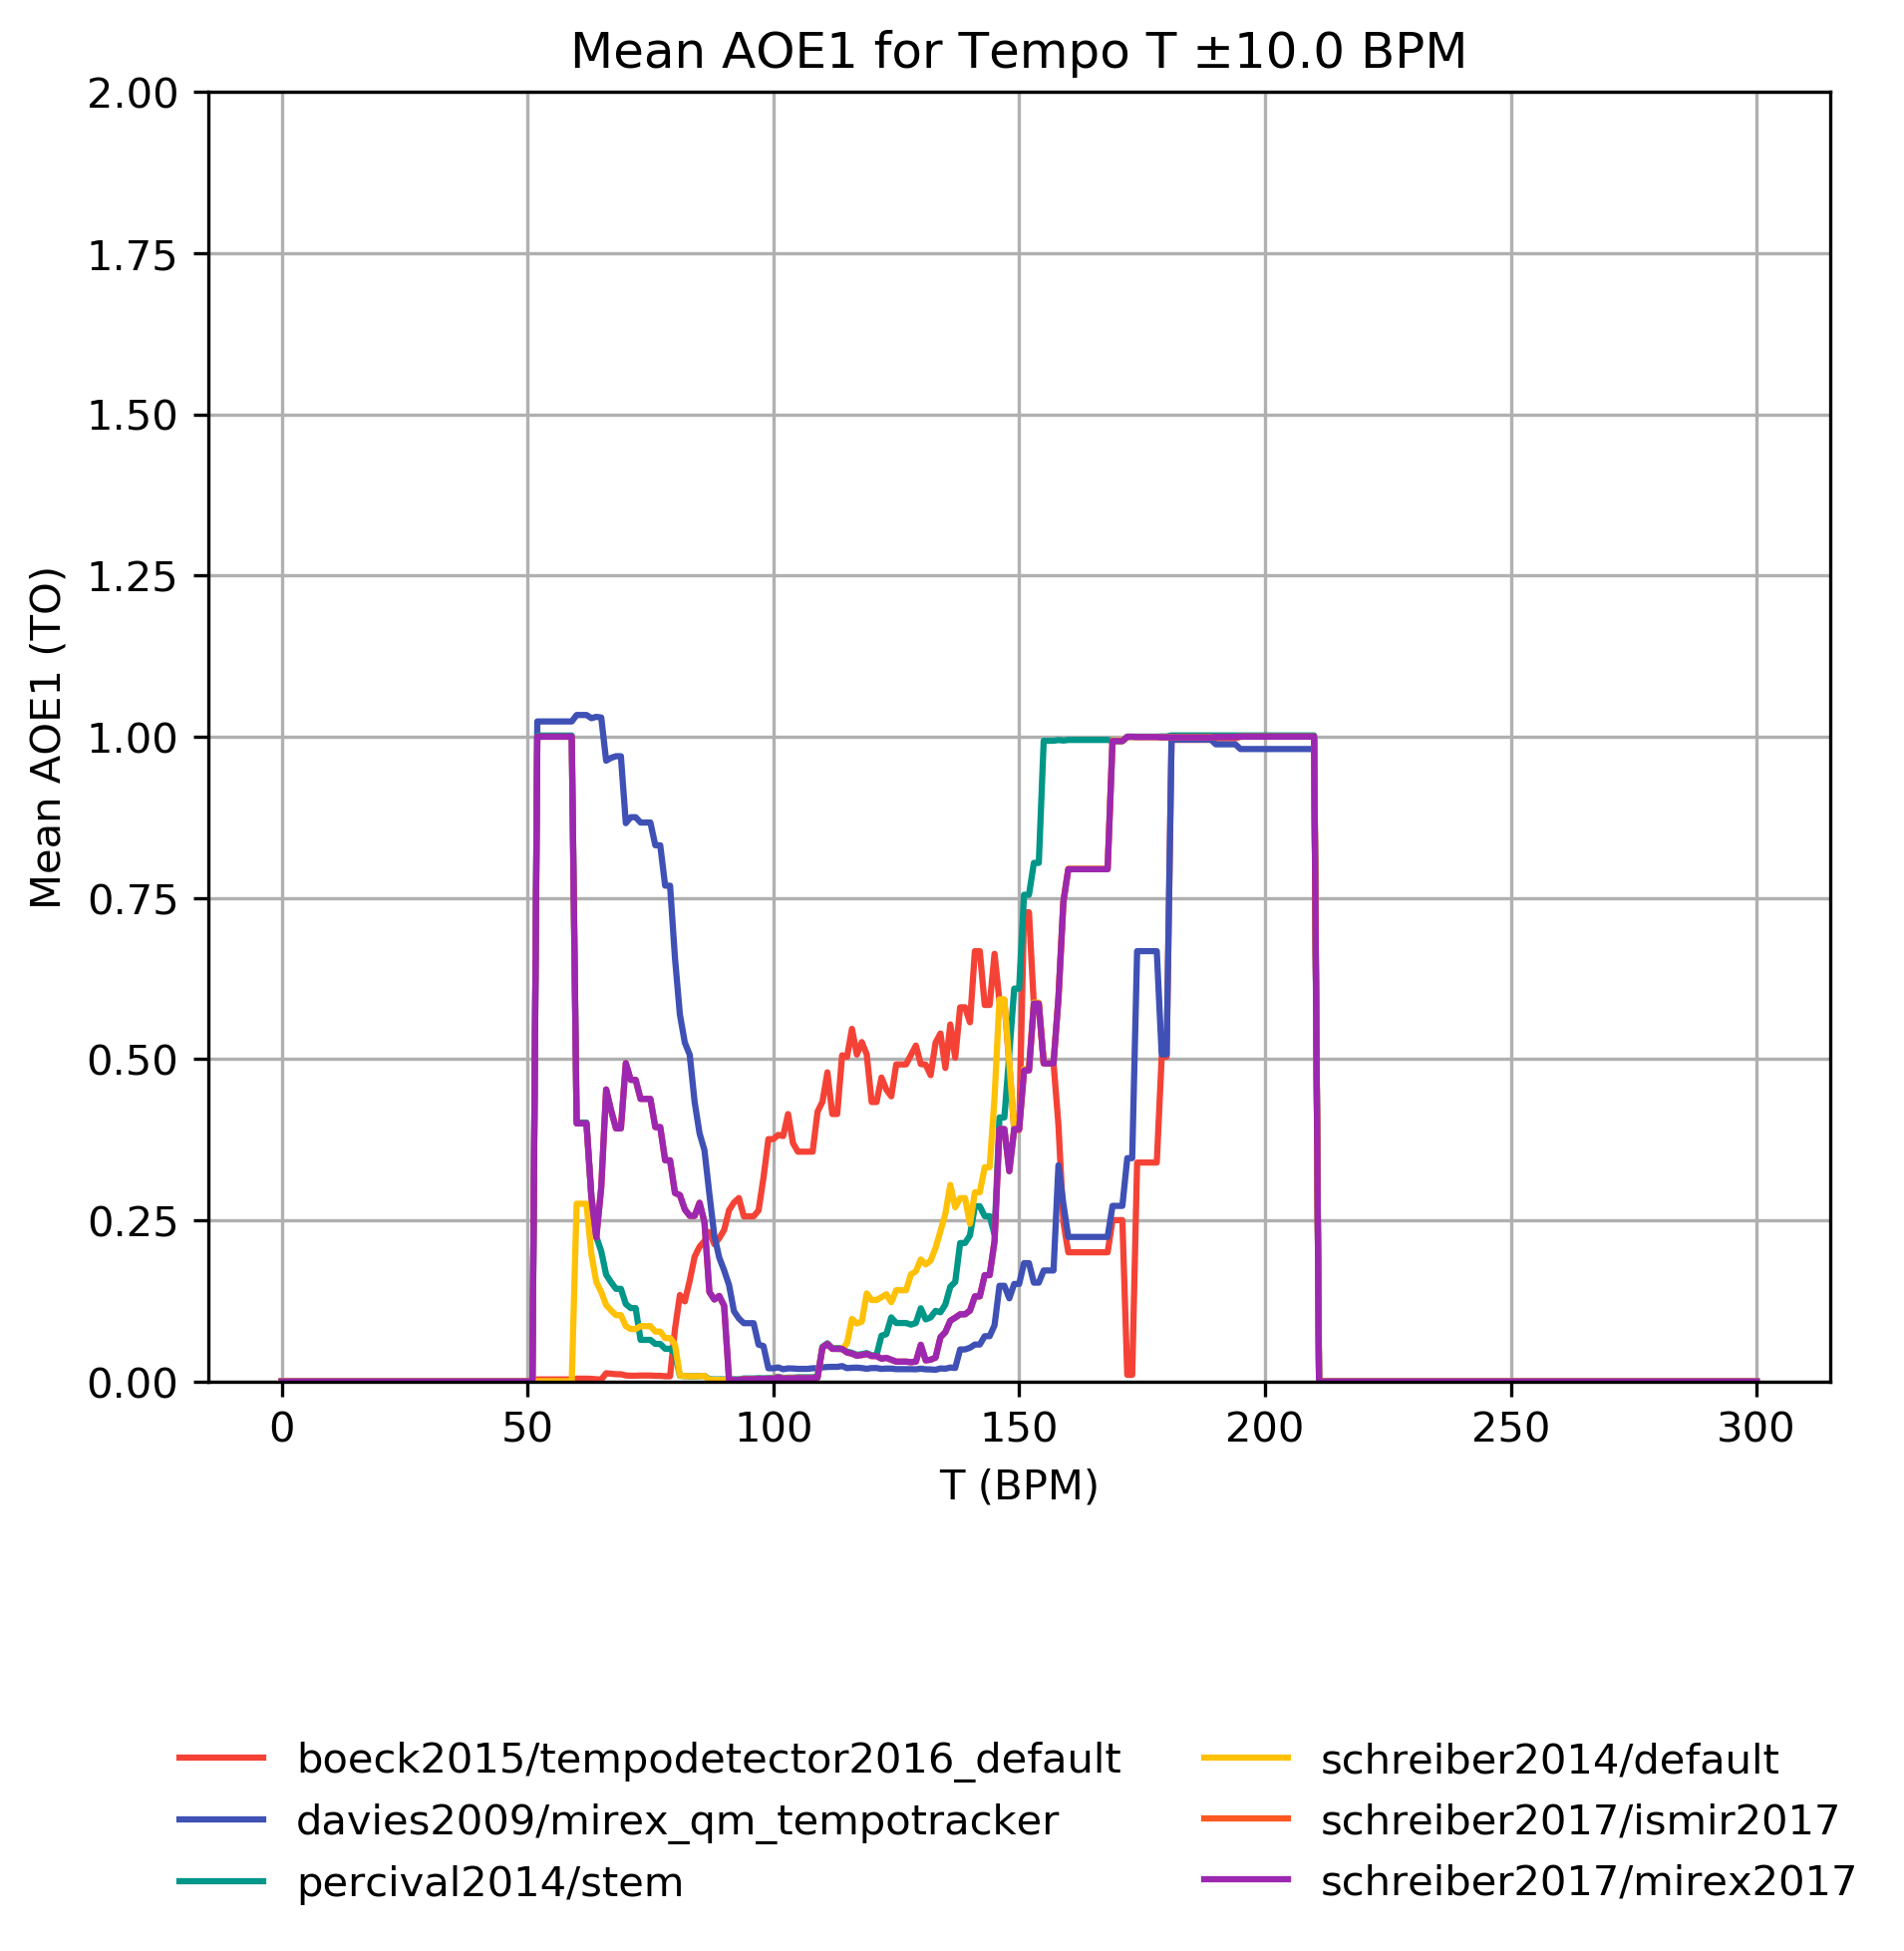 Mean AOE1 for Tempo T ±10.0 BPM
2.00
1.75
1.50
1.25
1.00
0.75
0.50
0.25
0.00
Mean AOE1 (TO)
0 50 100 150 200 250 300
T (BPM)
boeck2015/tempodetector2016_default
davies2009/mirex_qm_tempotracker
percival2014/stem
schreiber2014/default
schreiber2017/ismir2017
schreiber2017/mirex2017